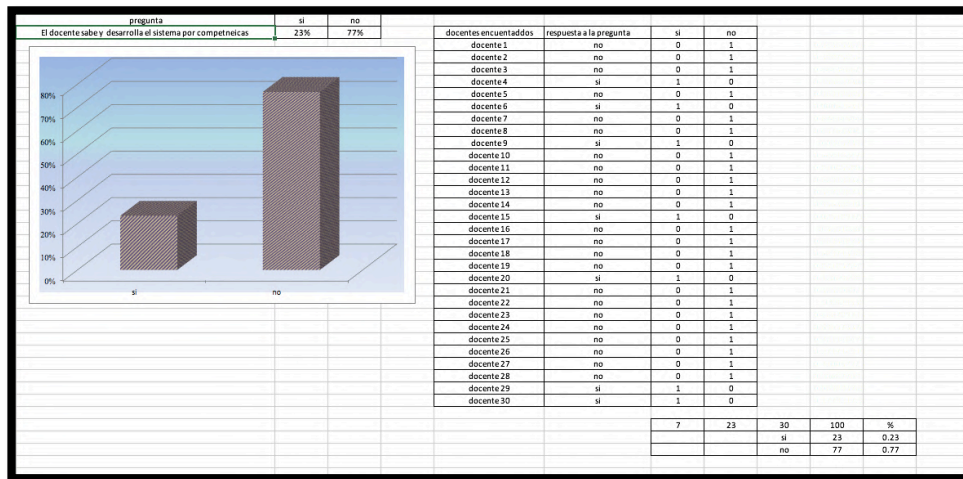 pregunta si no
El docente sabe y desarrolla el sistema por competneicas 23% 77%
80%
70%
60%
50%
40%
30%
20%
10%
0%
si no
docentes encuentaddos respuesta a la pregunta si no
docente 1 no 0 1
docente 2 no 0 1
docente 3 no 0 1
docente 4 si 1 0
docente 5 no 0 1
docente 6 si 1 0
docente 7 no 0 1
docente 8 no 0 1
docente 9 si 1 0
docente 10 no 0 1
docente 11 no 0 1
docente 12 no 0 1
docente 13 no 0 1
docente 14 no 0 1
docente 15 si 1 0
docente 16 no 0 1
docente 17 no 0 1
docente 18 no 0 1
docente 19 no 0 1
docente 20 si 1 0
docente 21 no 0 1
docente 22 no 0 1
docente 23 no 0 1
docente 24 no 0 1
docente 25 no 0 1
docente 26 no 0 1
docente 27 no 0 1
docente 28 no 0 1
docente 29 si 1 0
docente 30 si 1 0
7 23 30 100 %
si 23 0.23
no 77 0.77